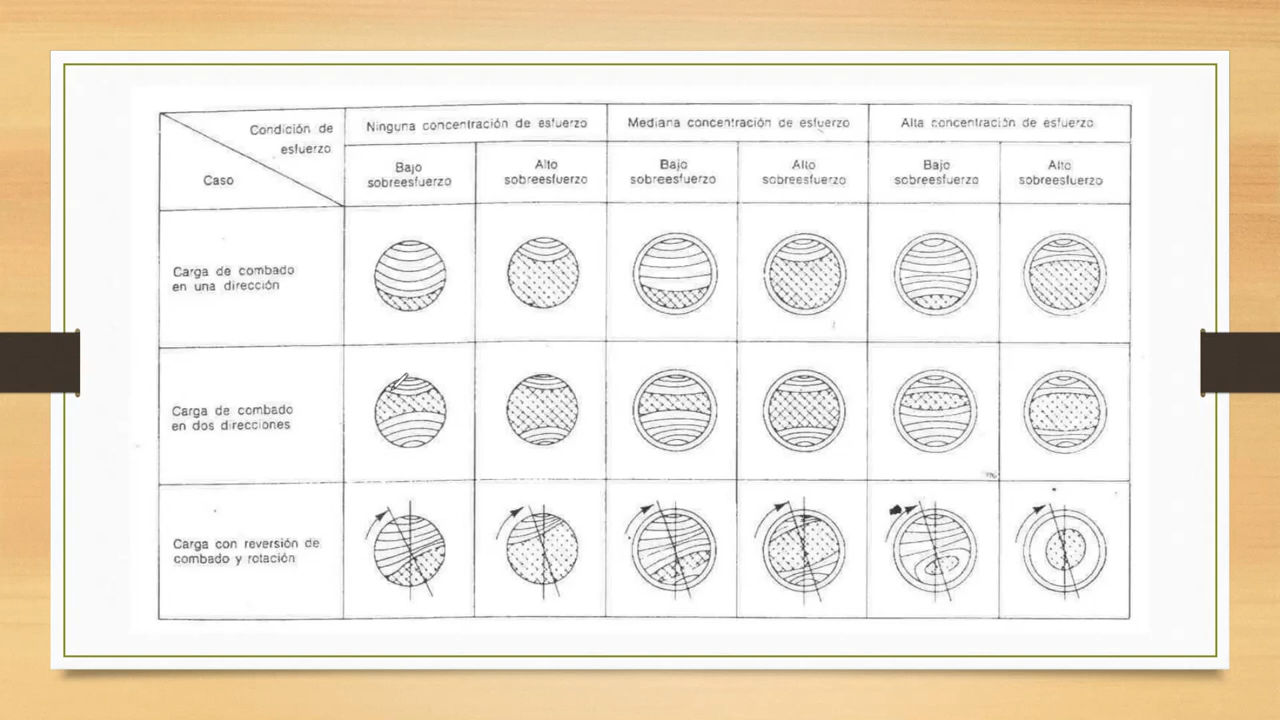 Condición de
esfuerzo
Caso
Ninguna concentración de esfuerzo
Mediana concentración de esfuerzo
Alta concentración de esfuerzo
Bajo
sobreesfuerzo
Alto
sobreesfuerzo
Bajo
sobreesfuerzo
Alto
sobreesfuerzo
Bajo
sobreesfuerzo
Alto
sobreesfuerzo
Carga de combado
en una dirección
Carga de combado
en dos direcciones
Carga con reversión de
combado y rotación